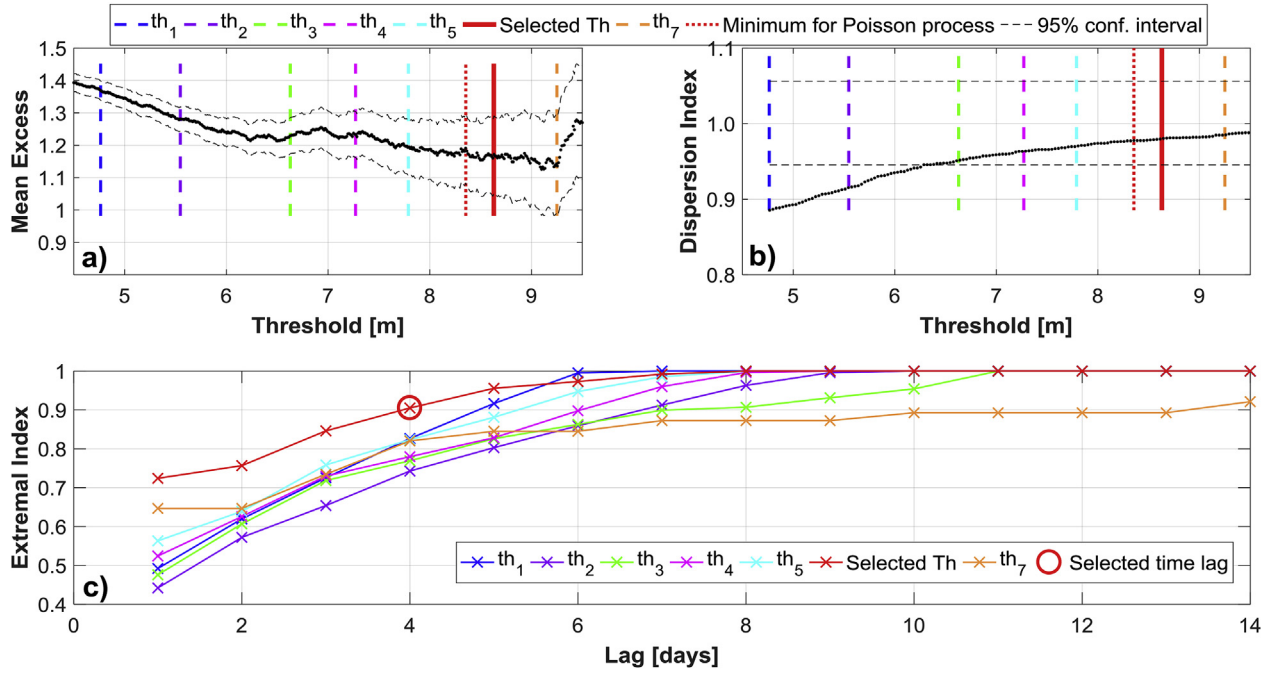 th1 th2 th3 th4 th5 Selected Th th7 Minimum for Poisson process 95% conf. interval
1.5
1.4
1.3
1.2
1.1
1
0.9
Mean Excess
a)
5 6 7 8 9
Threshold [m]
1.1
1.0
0.9
0.8
Dispersion Index
b)
5 6 7 8 9
Threshold [m]
1
0.9
0.8
0.7
0.6
0.5
0.4
Extremal Index
c)
th1 th2 th3 th4 th5 Selected Th th7 Selected time lag
0 2 4 6 8 10 12 14
Lag [days]